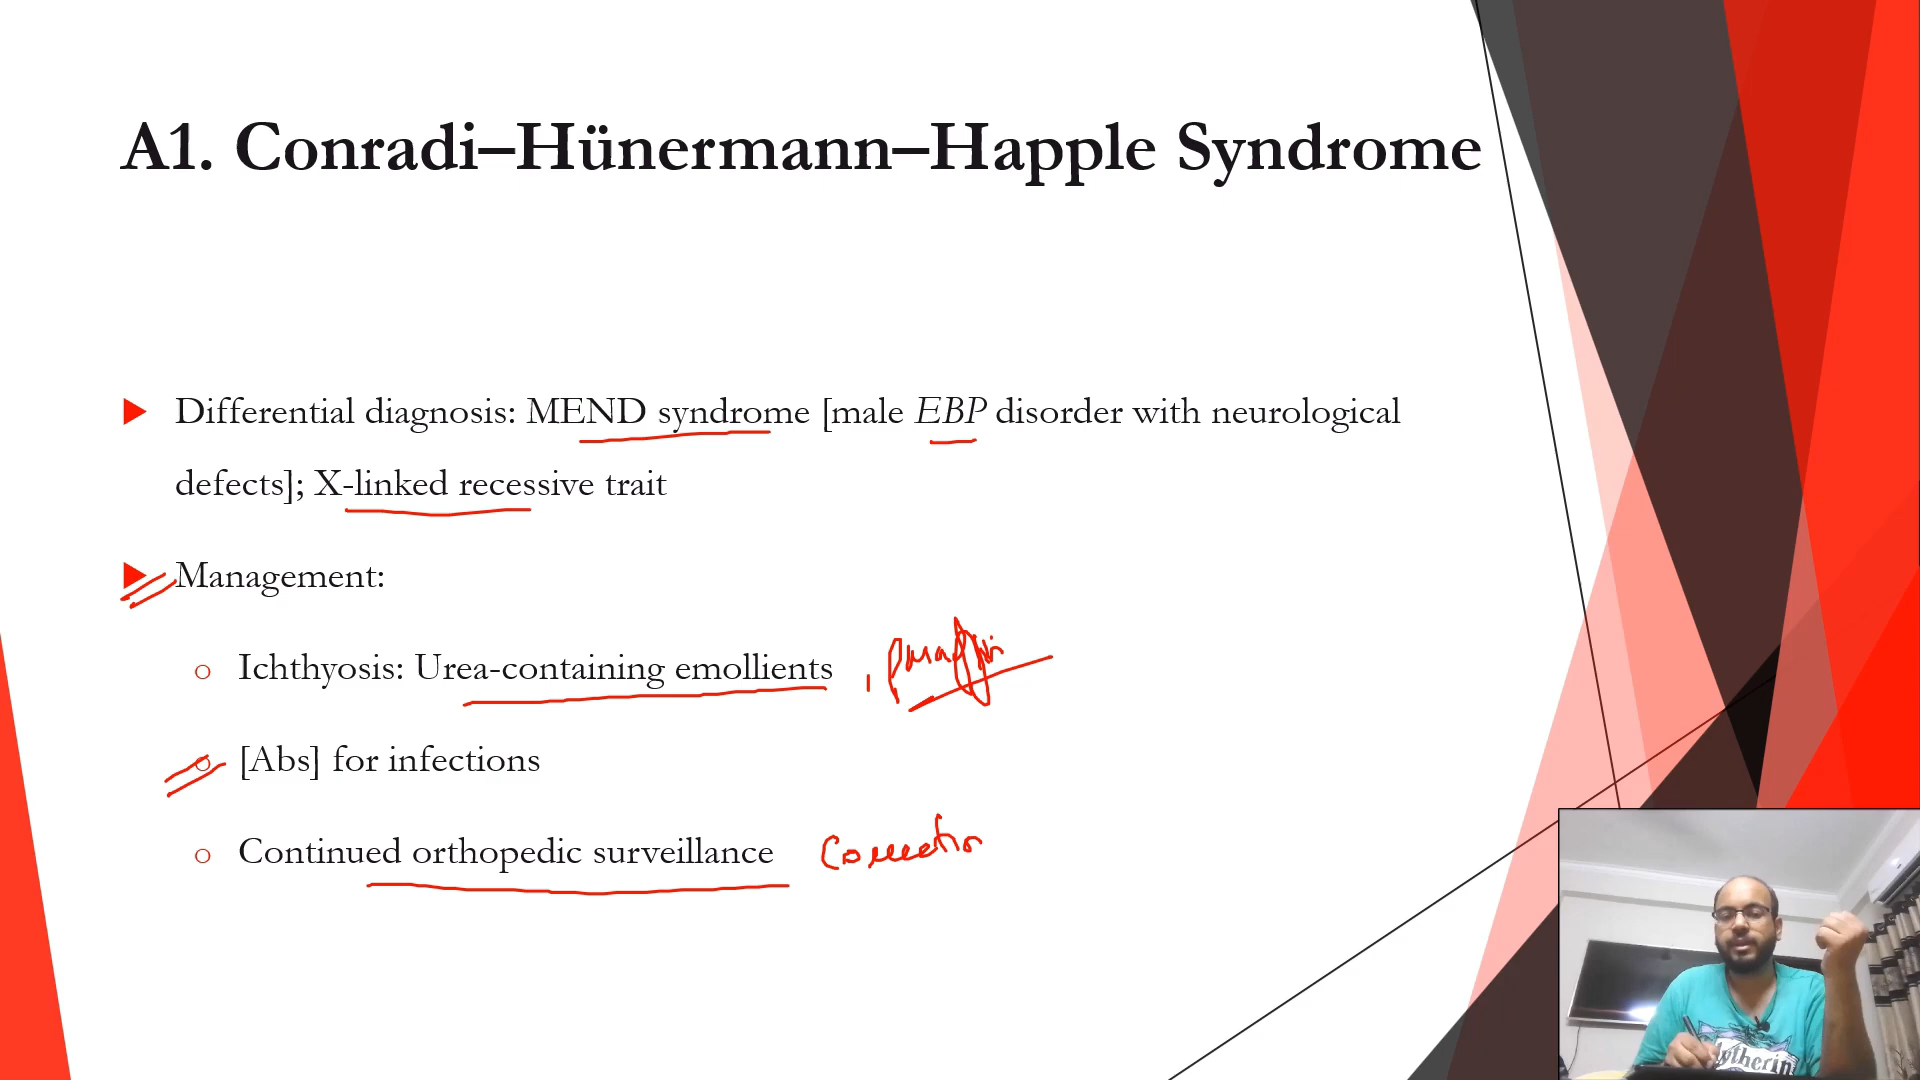 A1. Conradi–Hünermann–Happle Syndrome
Differential diagnosis: MEND syndrome [male EBP disorder with neurological
defects]; X-linked recessive trait
Management:
Ichthyosis: Urea-containing emollients , Paraffin
[Abs] for infections
Continued orthopedic surveillance Correction